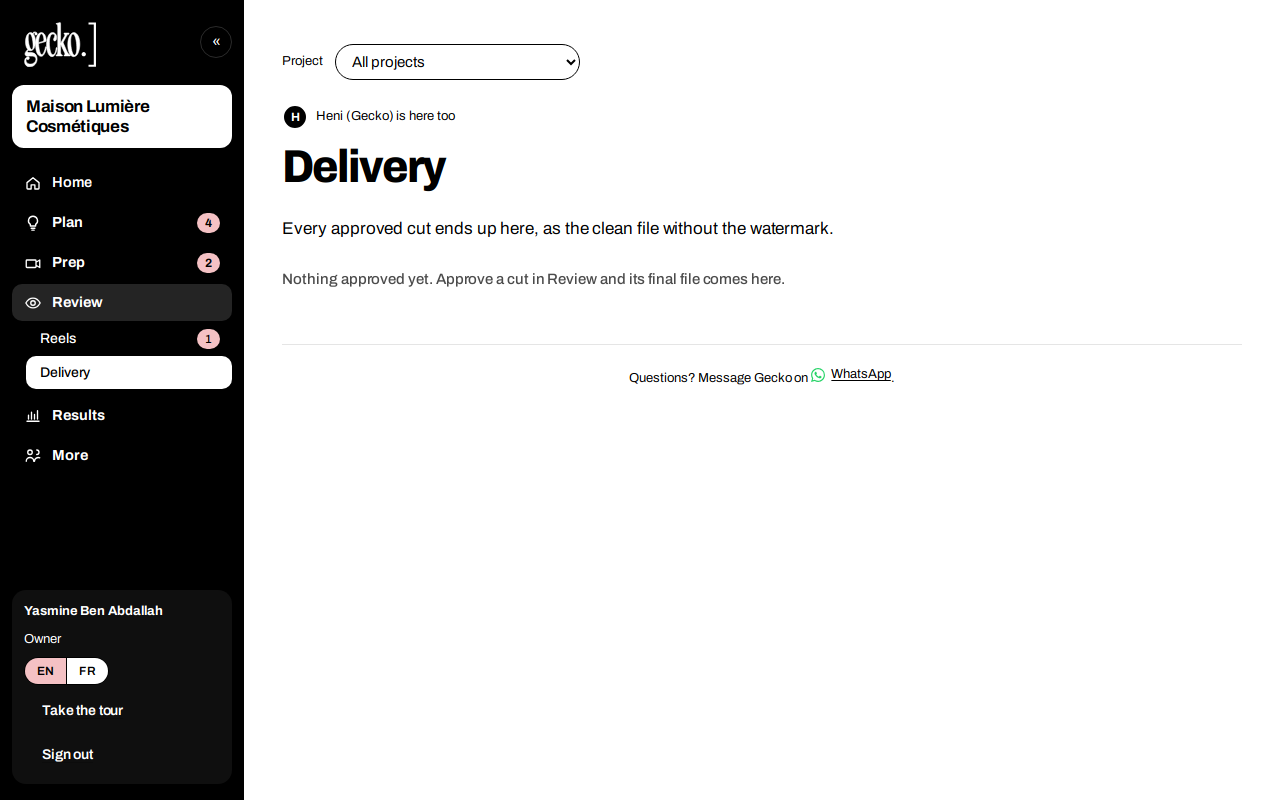 gecko.]
«
Maison Lumière
Cosmétiques
Home
Plan 4
Prep 2
Review
Reels 1
Delivery
Results
More
Yasmine Ben Abdallah
Owner
EN FR
Take the tour
Sign out
Project All projects
H Heni (Gecko) is here too
Delivery
Every approved cut ends up here, as the clean file without the watermark.
Nothing approved yet. Approve a cut in Review and its final file comes here.
Questions? Message Gecko on WhatsApp.